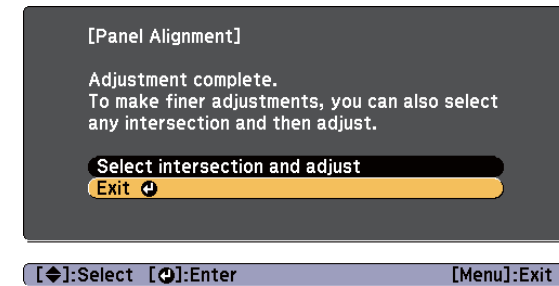 [Panel Alignment]
Adjustment complete.
To make finer adjustments, you can also select
any intersection and then adjust.
Select intersection and adjust
Exit
[◆]:Select [⏎]:Enter [Menu]:Exit